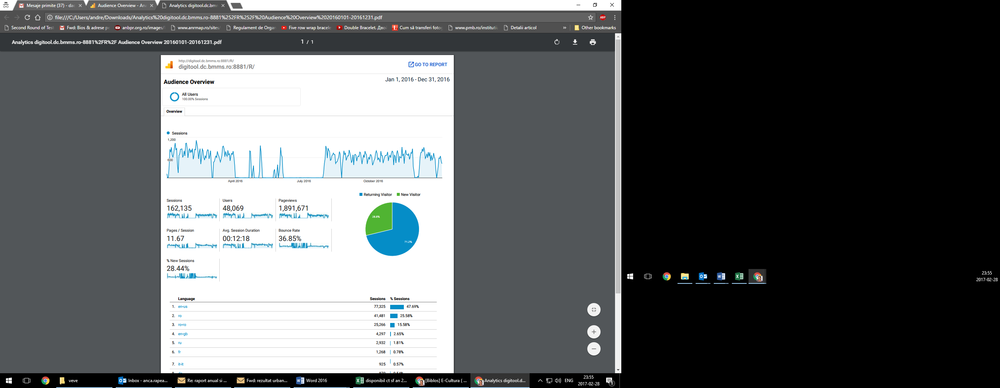 Mesaje primite (37) - dac
Audience Overview - Ana
Analytics digitool.dc.bmm
file:///C:/Users/andre/Downloads/Analytics%20digitool.dc.bmms.ro-8881%252FR%252F%20Audience%20Overview%2020160101-20161231.pdf
ABP
Second Round of Test
Fwd: Bios & adrese pe
anbpr.org.ro/images/
www.anrmap.ro/sites/
Regulament de Organ
Five row wrap bracele
Double Bracelet. Дво
Cum să transferi fotog
www.pmb.ro/instituti
Detalii articol
»
Other bookmarks
Analytics digitool.dc.bmms.ro-8881%2FR%2F Audience Overview 20160101-20161231.pdf
1 / 1
http://digitool.dc.bmms.ro:8881/R/
digitool.dc.bmms.ro:8881/R/
GO TO REPORT
Audience Overview
Jan 1, 2016 - Dec 31, 2016
All Users
100.00% Sessions
Overview
Sessions
1,200
600
April 2016
July 2016
October 2016
Returning Visitor
New Visitor
Sessions
162,135
Users
48,069
Pageviews
1,891,671
28.8%
71.2%
Pages / Session
11.67
Avg. Session Duration
00:12:18
Bounce Rate
36.85%
% New Sessions
28.44%
Language Sessions % Sessions
1. en-us 77,325 47.69%
2. ro 41,481 25.58%
3. ro-ro 25,266 15.58%
4. en-gb 4,297 2.65%
5. ru 2,932 1.81%
6. fr 1,268 0.78%
7. it-it 925 0.57%
23:55
2017-02-28
veve
Inbox - anca.rapea...
Re: raport anual si ...
Fwd: rezultat urban...
Word 2016
disponibil ct sf an 2...
[Biblos] E-Cultura ( ...
Analytics digitool.d...
ENG
23:55
2017-02-28
1